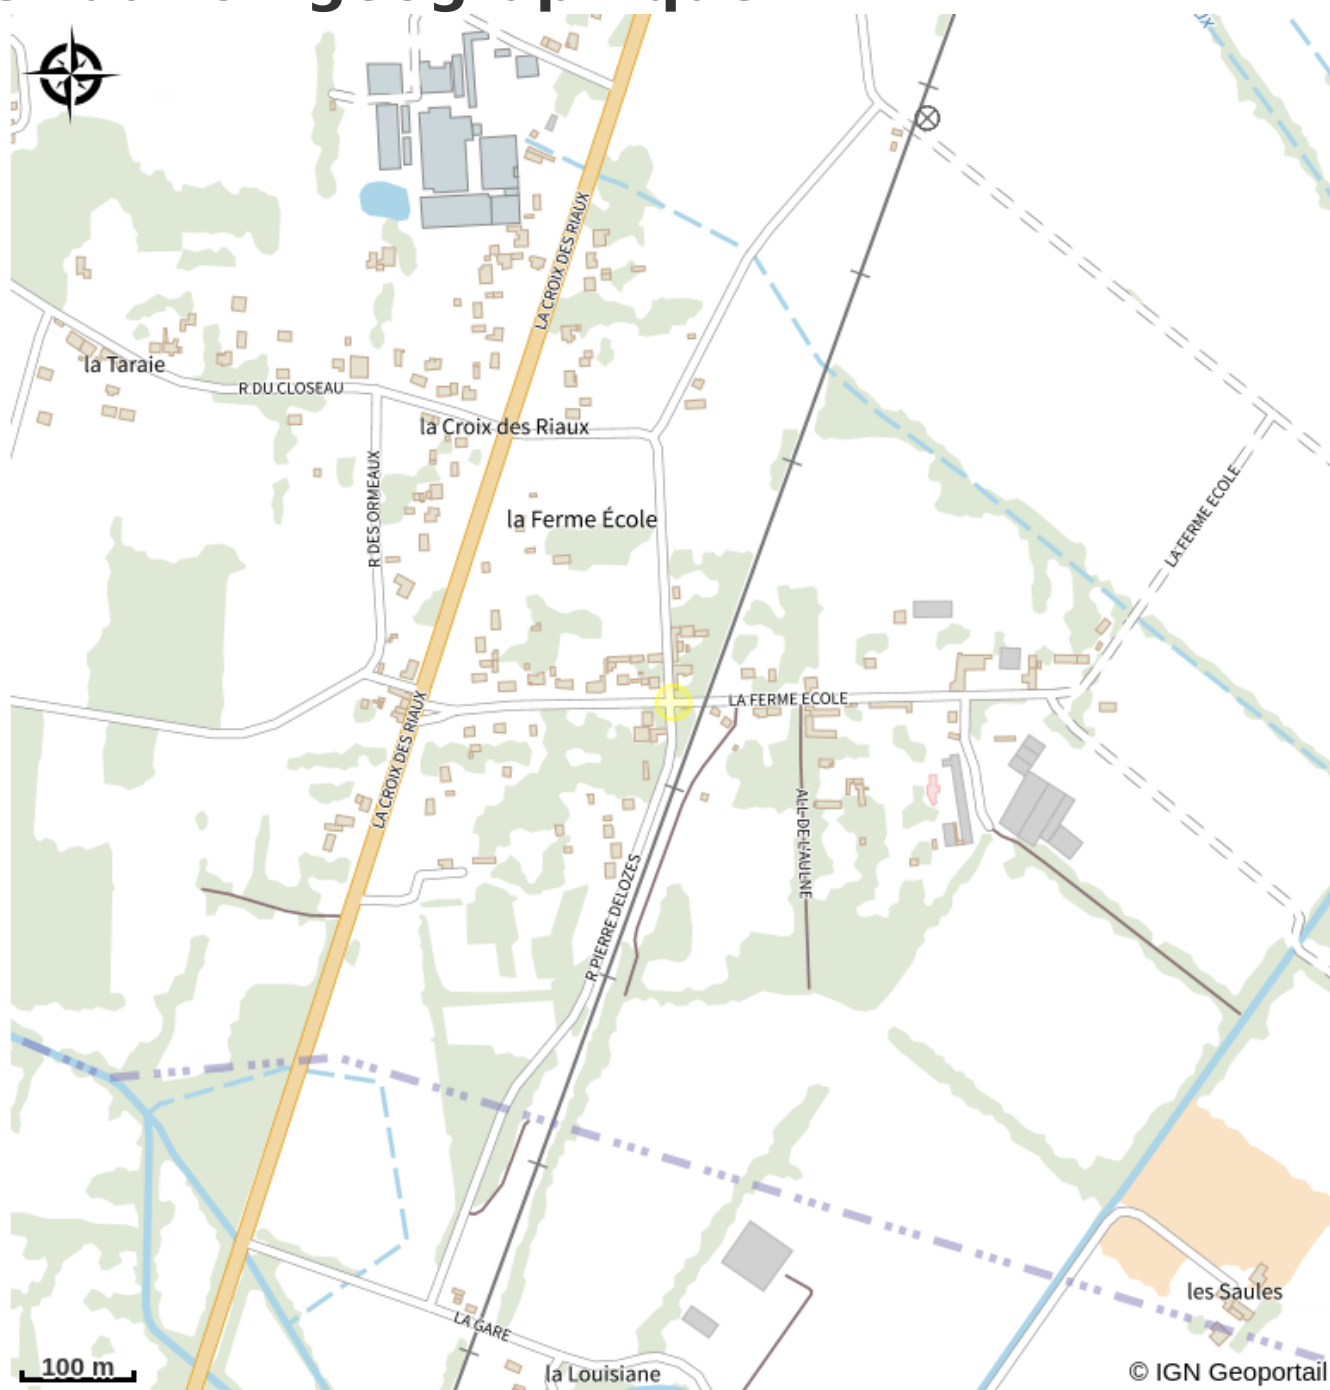 LA CROIX DES RIAUX
la Taraie
R DU CLOSEAU
la Croix des Riaux
R DES ORMEAUX
la Ferme École
LA FERME ECOLE
LA FERME ECOLE
LA CROIX DES RIAUX
ALL DE L'AULNE
R PIERRE DELOZES
les Saules
LA GARE
la Louisiane
100 m
© IGN Geoportail